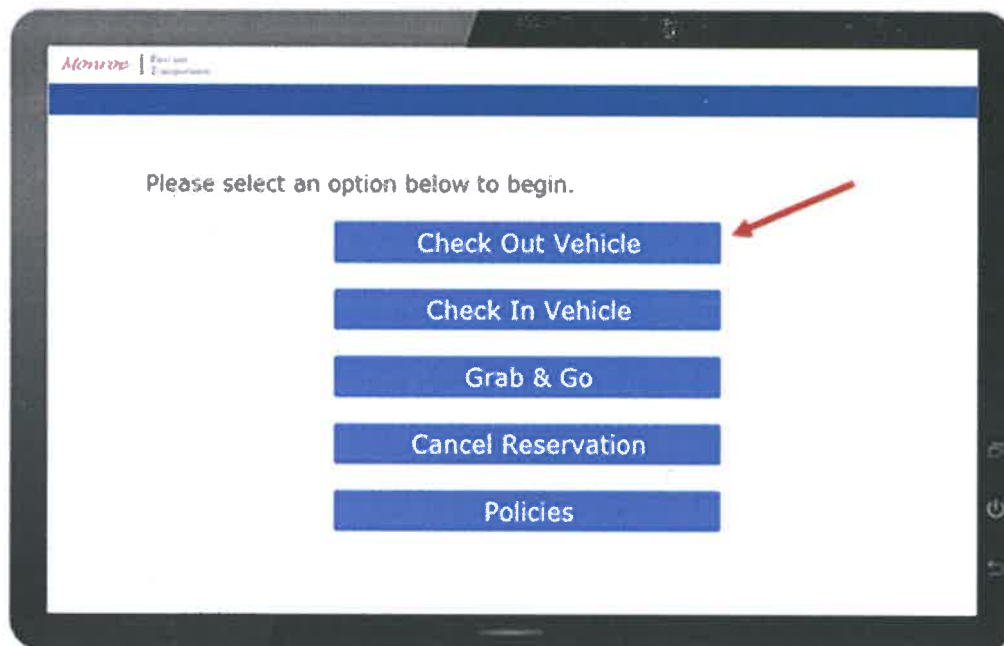 Monroe
Please select an option below to begin.
Check Out Vehicle
Check In Vehicle
Grab & Go
Cancel Reservation
Policies